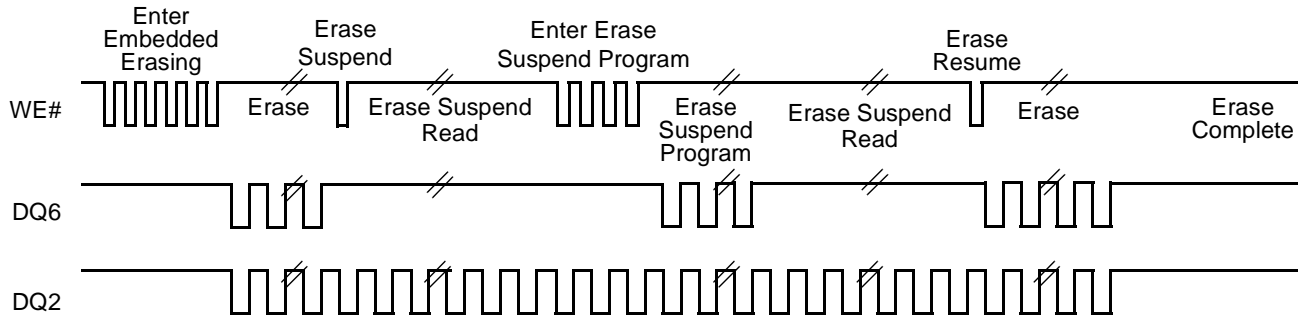 Enter
Embedded
Erasing
Erase
Suspend
Enter Erase
Suspend Program
Erase
Resume
WE#
Erase
Erase Suspend
Read
Erase
Suspend
Program
Erase Suspend
Read
Erase
Erase
Complete
DQ6
DQ2